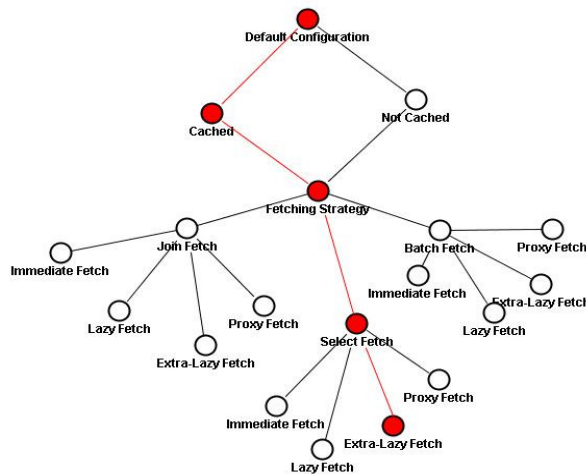 Default Configuration
Cached
Not Cached
Fetching Strategy
Join Fetch
Batch Fetch
Proxy Fetch
Immediate Fetch
Immediate Fetch
Extra-Lazy Fetch
Lazy Fetch
Proxy Fetch
Lazy Fetch
Select Fetch
Extra-Lazy Fetch
Proxy Fetch
Immediate Fetch
Extra-Lazy Fetch
Lazy Fetch